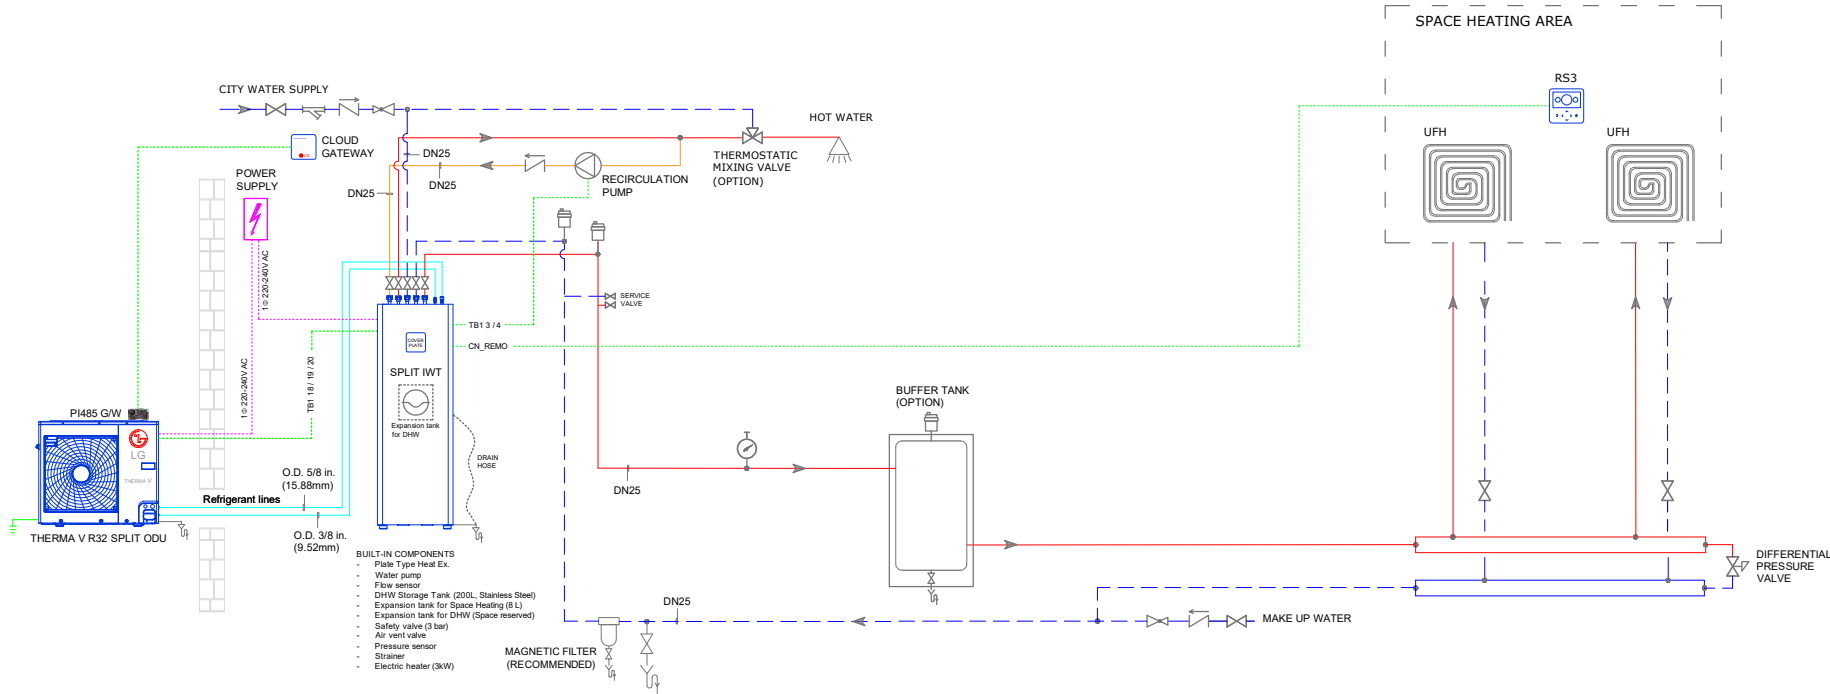 SPACE HEATING AREA
RS3
UFH
UFH
CITY WATER SUPPLY
CLOUD
GATEWAY
HOT WATER
DN25
DN25
DN25
THERMOSTATIC
MIXING VALVE
(OPTION)
RECIRCULATION
PUMP
POWER
SUPPLY
1Φ 220-240V AC
1Φ 220-240V AC
TB1 18 / 19 / 20
SERVICE
VALVE
TB1 3 / 4
CN_REMO
COVER
PLATE
SPLIT IWT
Expansion tank
for DHW
DRAIN
HOSE
BUFFER TANK
(OPTION)
DN25
PI485 G/W
LG
LG
THERMA V
O.D. 5/8 in.
(15.88mm)
Refrigerant lines
O.D. 3/8 in.
(9.52mm)
THERMA V R32 SPLIT ODU
BUILT-IN COMPONENTS
- Plate Type Heat Ex.
- Water pump
- Flow sensor
- DHW Storage Tank (200L, Stainless Steel)
- Expansion tank for Space Heating (8 L)
- Expansion tank for DHW (Space reserved)
- Safety valve (3 bar)
- Air vent valve
- Pressure sensor
- Strainer
- Electric heater (3kW)
DIFFERENTIAL
PRESSURE
VALVE
DN25
MAKE UP WATER
MAGNETIC FILTER
(RECOMMENDED)